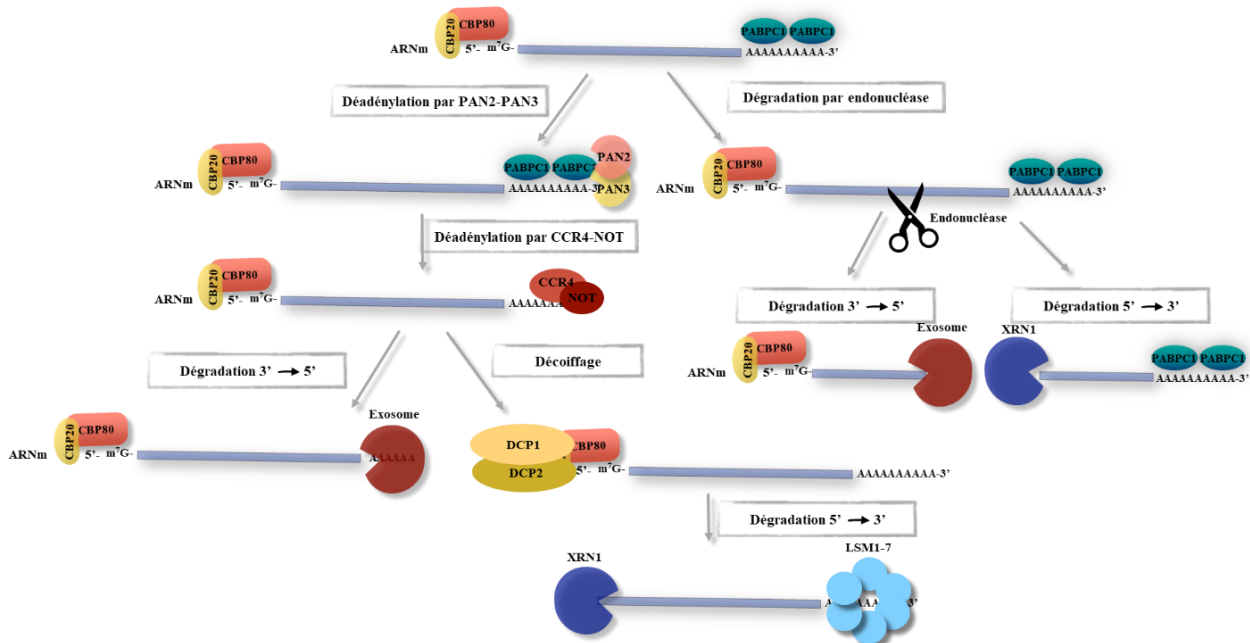 CBP20
CBP80
PABPC1 PABPC1
ARNm 5’- m⁷G- AAAAAAAAAA-3’
Déadénylation par PAN2-PAN3
Dégradation par endonucléase
CBP20
CBP80
PABPC1 PABPC1 PAN2
ARNm 5’- m⁷G- AAAAAAAAAA-3’ PAN3
CBP20
CBP80
PABPC1 PABPC1
ARNm 5’- m⁷G- AAAAAAAAAA-3’
Endonucléase
Déadénylation par CCR4-NOT
CBP20
CBP80
CCR4
ARNm 5’- m⁷G- AAAAAAA NOT
Dégradation 3’ → 5’
Dégradation 5’ → 3’
Exosome
XRN1
CBP20
CBP80
ARNm 5’- m⁷G-
PABPC1 PABPC1
AAAAAAAAAA-3’
Dégradation 3’ → 5’
Décoiffage
Exosome
CBP20
CBP80
ARNm 5’- m⁷G- AAAAAA
DCP1
DCP2
CBP80
5’- m⁷G- AAAAAAAAAA-3’
Dégradation 5’ → 3’
XRN1
LSM1-7
3’